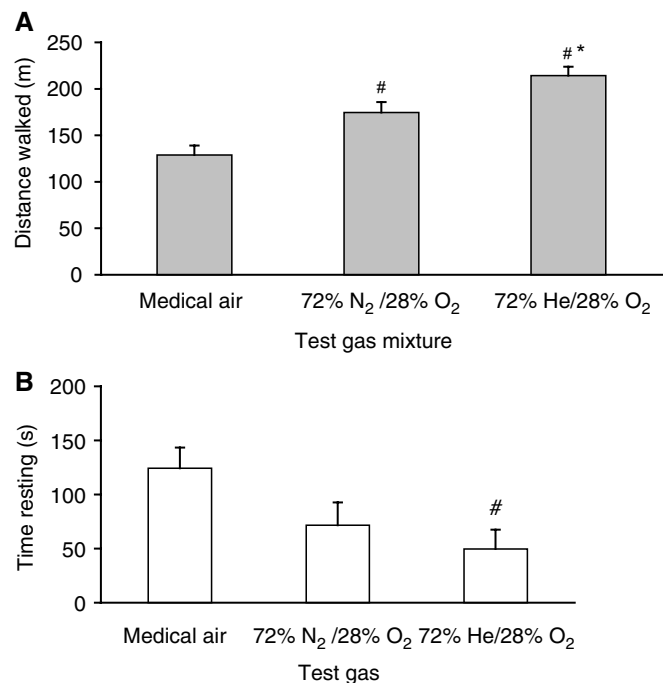 A
250
200
150
100
50
0
Distance walked (m)
#
# *
Medical air 72% N₂ /28% O₂ 72% He/28% O₂
Test gas mixture
B
200
150
100
50
0
Time resting (s)
#
Medical air 72% N₂ /28% O₂ 72% He/28% O₂
Test gas